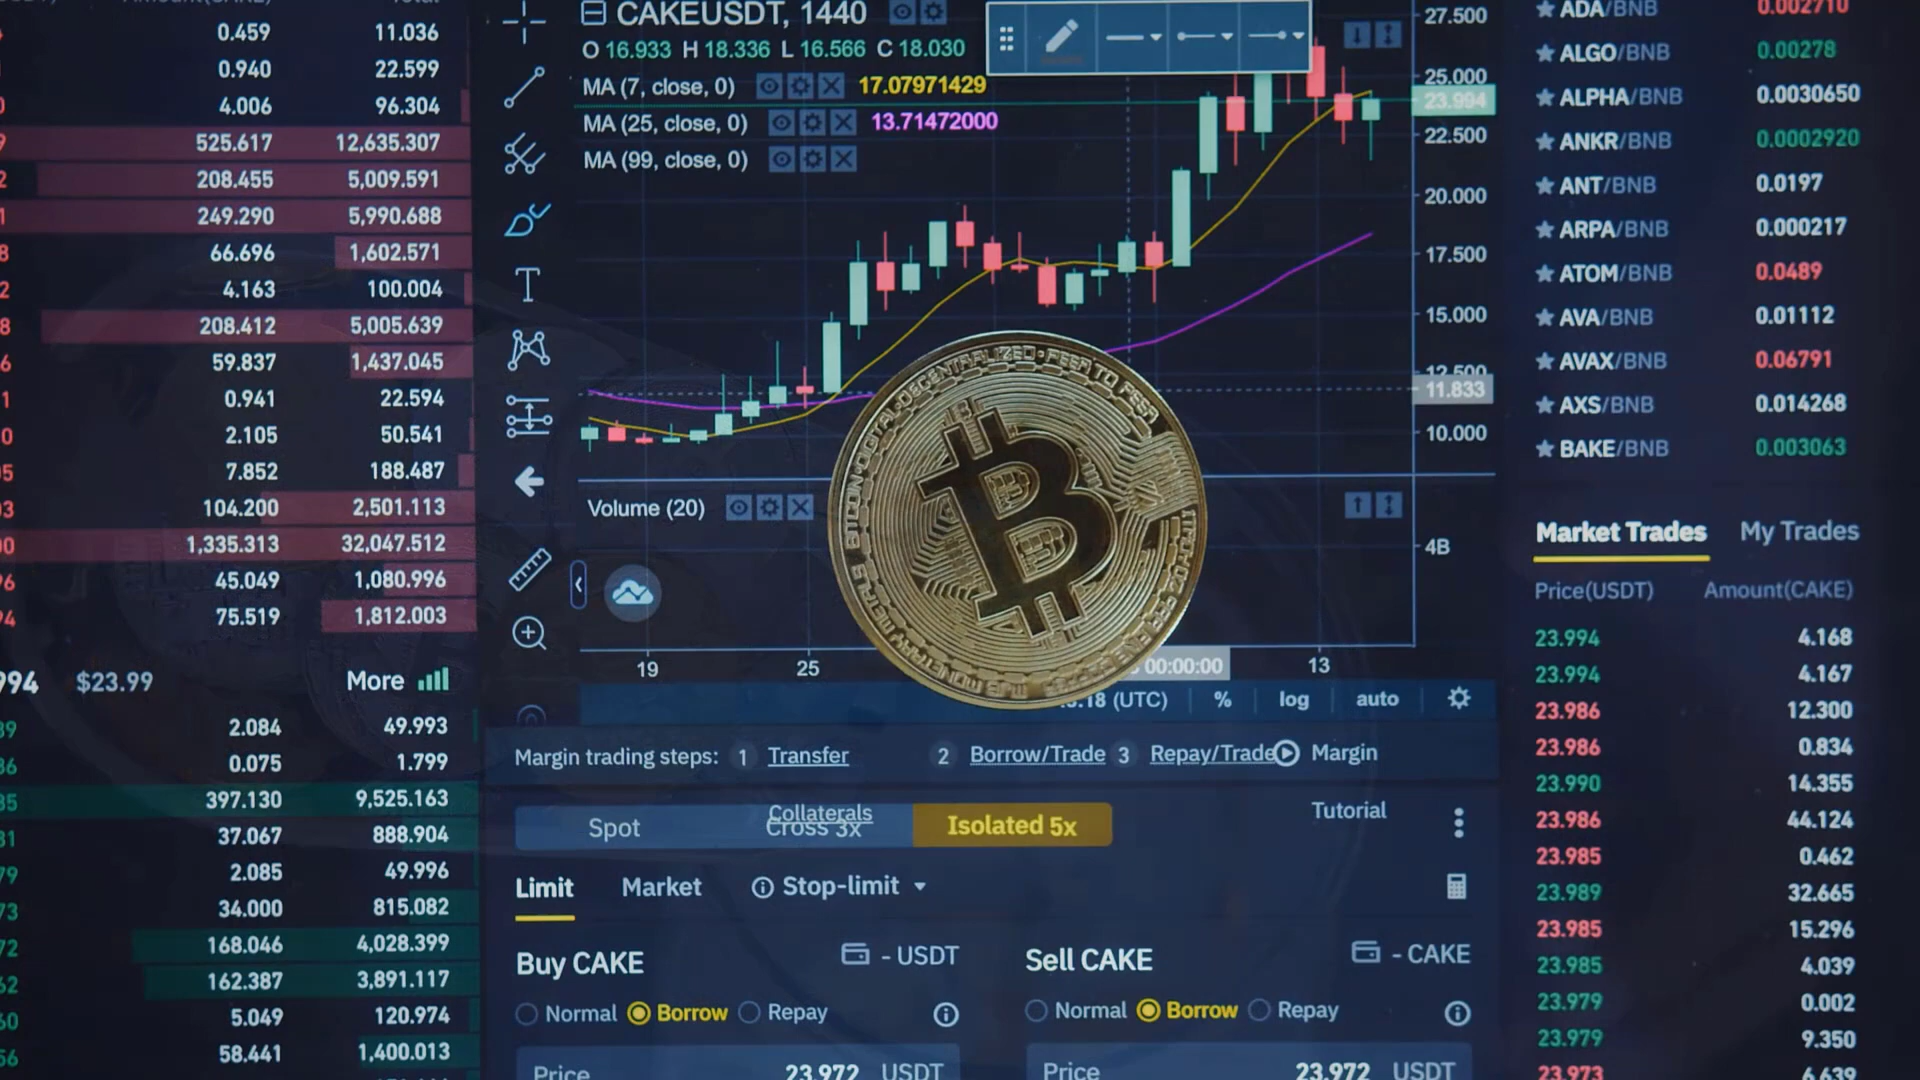 0.459 11.036
0.940 22.599
4.006 96.304
525.617 12,635.307
208.455 5,009.591
249.290 5,990.688
66.696 1,602.571
4.163 100.004
208.412 5,005.639
59.837 1,437.045
0.941 22.594
2.105 50.541
7.852 188.487
104.200 2,501.113
1,335.313 32,047.512
45.049 1,080.996
75.519 1,812.003
$23.99 More
2.084 49.993
0.075 1.799
397.130 9,525.163
37.067 888.904
2.085 49.996
34.000 815.082
168.046 4,028.399
162.387 3,891.117
5.049 120.974
58.441 1,400.013
CAKEUSDT, 1440
O 16.933 H 18.336 L 16.566 C 18.030
MA (7, close, 0) 17.07971429
MA (25, close, 0) 13.71472000
MA (99, close, 0)
27.500
25.000
23.994
22.500
20.000
17.500
15.000
12.500
11.833
10.000
Volume (20)
4B
19 25 00:00:00 13
18 (UTC) % log auto
DECENTRALIZED • PEER TO PEER
Margin trading steps: 1 Transfer 2 Borrow/Trade 3 Repay/Trade Margin
Collaterals Tutorial
Spot Cross 3x Isolated 5x
Limit Market Stop-limit
Buy CAKE - USDT
Normal Borrow Repay
Price 23.972 USDT
Sell CAKE - CAKE
Normal Borrow Repay
Price 23.972 USDT
ADA/BNB 0.002710
ALGO/BNB 0.00278
ALPHA/BNB 0.0030650
ANKR/BNB 0.0002920
ANT/BNB 0.0197
ARPA/BNB 0.000217
ATOM/BNB 0.0489
AVA/BNB 0.01112
AVAX/BNB 0.06791
AXS/BNB 0.014268
BAKE/BNB 0.003063
Market Trades My Trades
Price(USDT) Amount(CAKE)
23.994 4.168
23.994 4.167
23.986 12.300
23.986 0.834
23.990 14.355
23.986 44.124
23.985 0.462
23.989 32.665
23.985 15.296
23.985 4.039
23.979 0.002
23.979 9.350
23.973 6.639